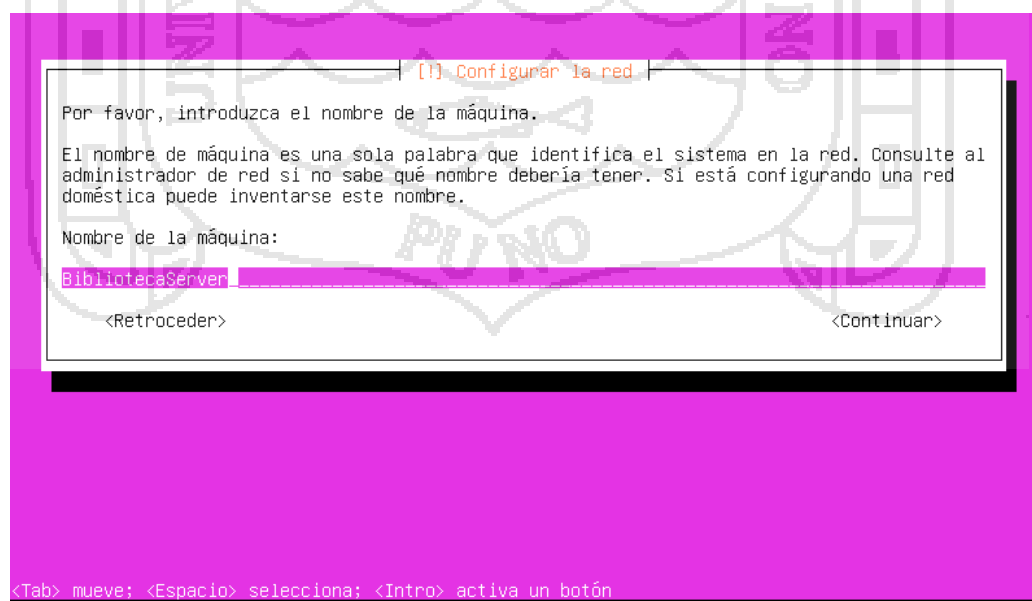 [!] Configurar la red
Por favor, introduzca el nombre de la máquina.
El nombre de máquina es una sola palabra que identifica el sistema en la red. Consulte al
administrador de red si no sabe qué nombre debería tener. Si está configurando una red
doméstica puede inventarse este nombre.
Nombre de la máquina:
BibliotecaServer
<Retroceder> <Continuar>
<Tab> mueve; <Espacio> selecciona; <Intro> activa un botón
PUNO